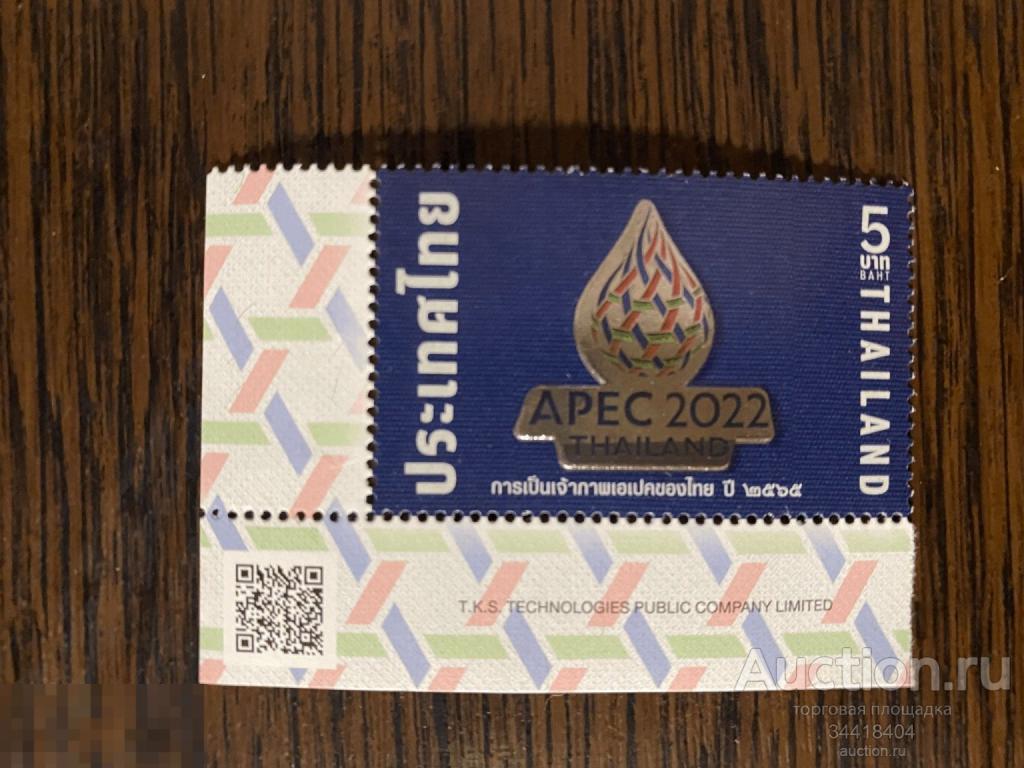 ประเทศไทย
APEC 2022
THAILAND
การเป็นเจ้าภาพเอเปคของไทย ปี ๒๕๖๕
บาท
BAHT
THAILAND
T.K.S. TECHNOLOGIES PUBLIC COMPANY LIMITED
Auction.ru
торговая площадка
34418404
auction.ru